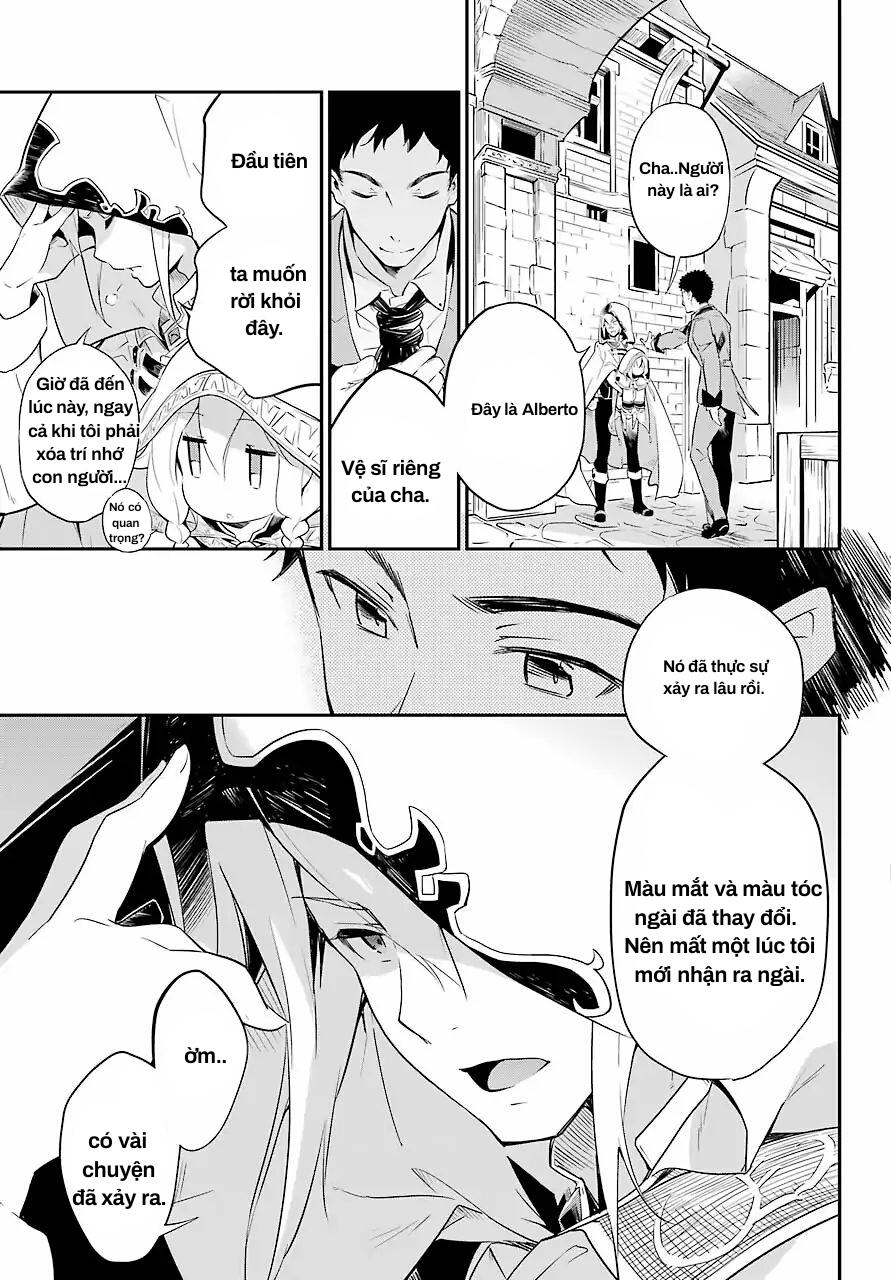 Cha..Người
này là ai?
Đây là Alberto
Vệ sĩ riêng
của cha.
Đầu tiên
ta muốn
rời khỏi
đây.
Giờ đã đến
lúc này, ngay
cả khi tôi phải
xóa trí nhớ
con người...
Nó có
quan
trọng?
Nó đã thực sự
xảy ra lâu rồi.
Màu mắt và màu tóc
ngài đã thay đổi.
Nên mất một lúc tôi
mới nhận ra ngài.
ờm..
có vài
chuyện
đã xảy ra.